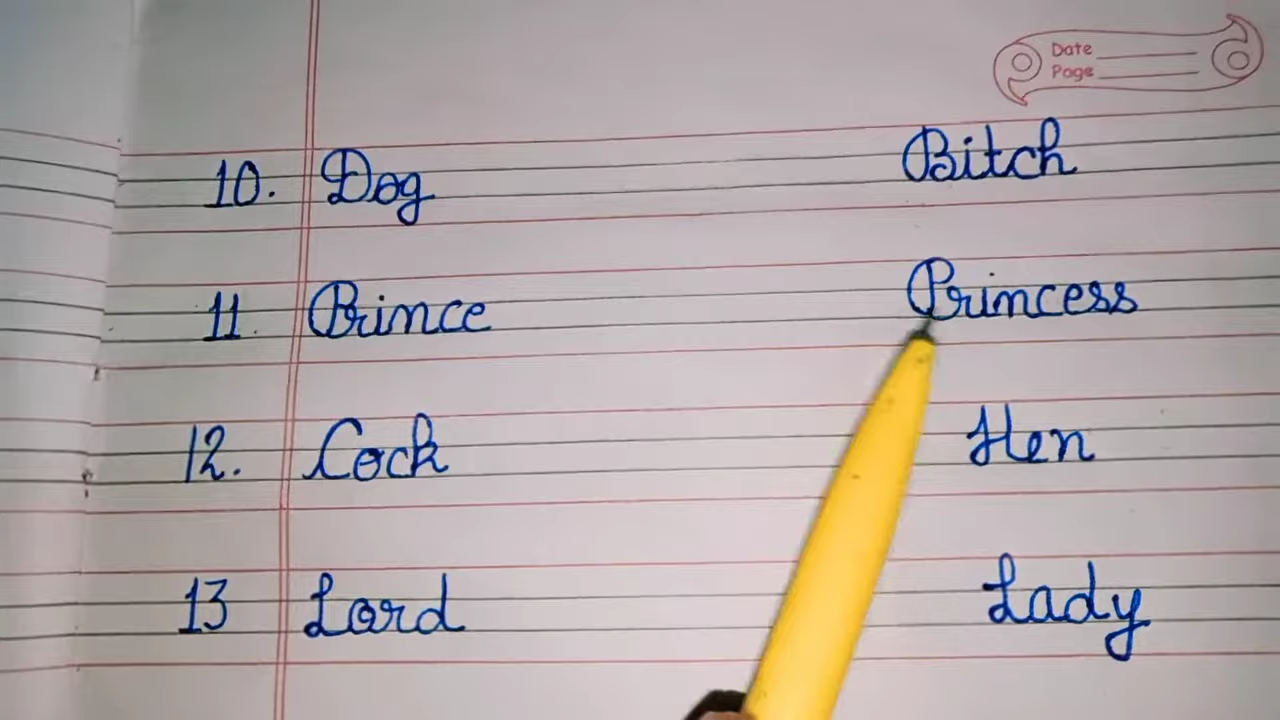 Date
Page
10. Dog Bitch
11. Prince Princess
12. Cock Hen
13 Lord Lady